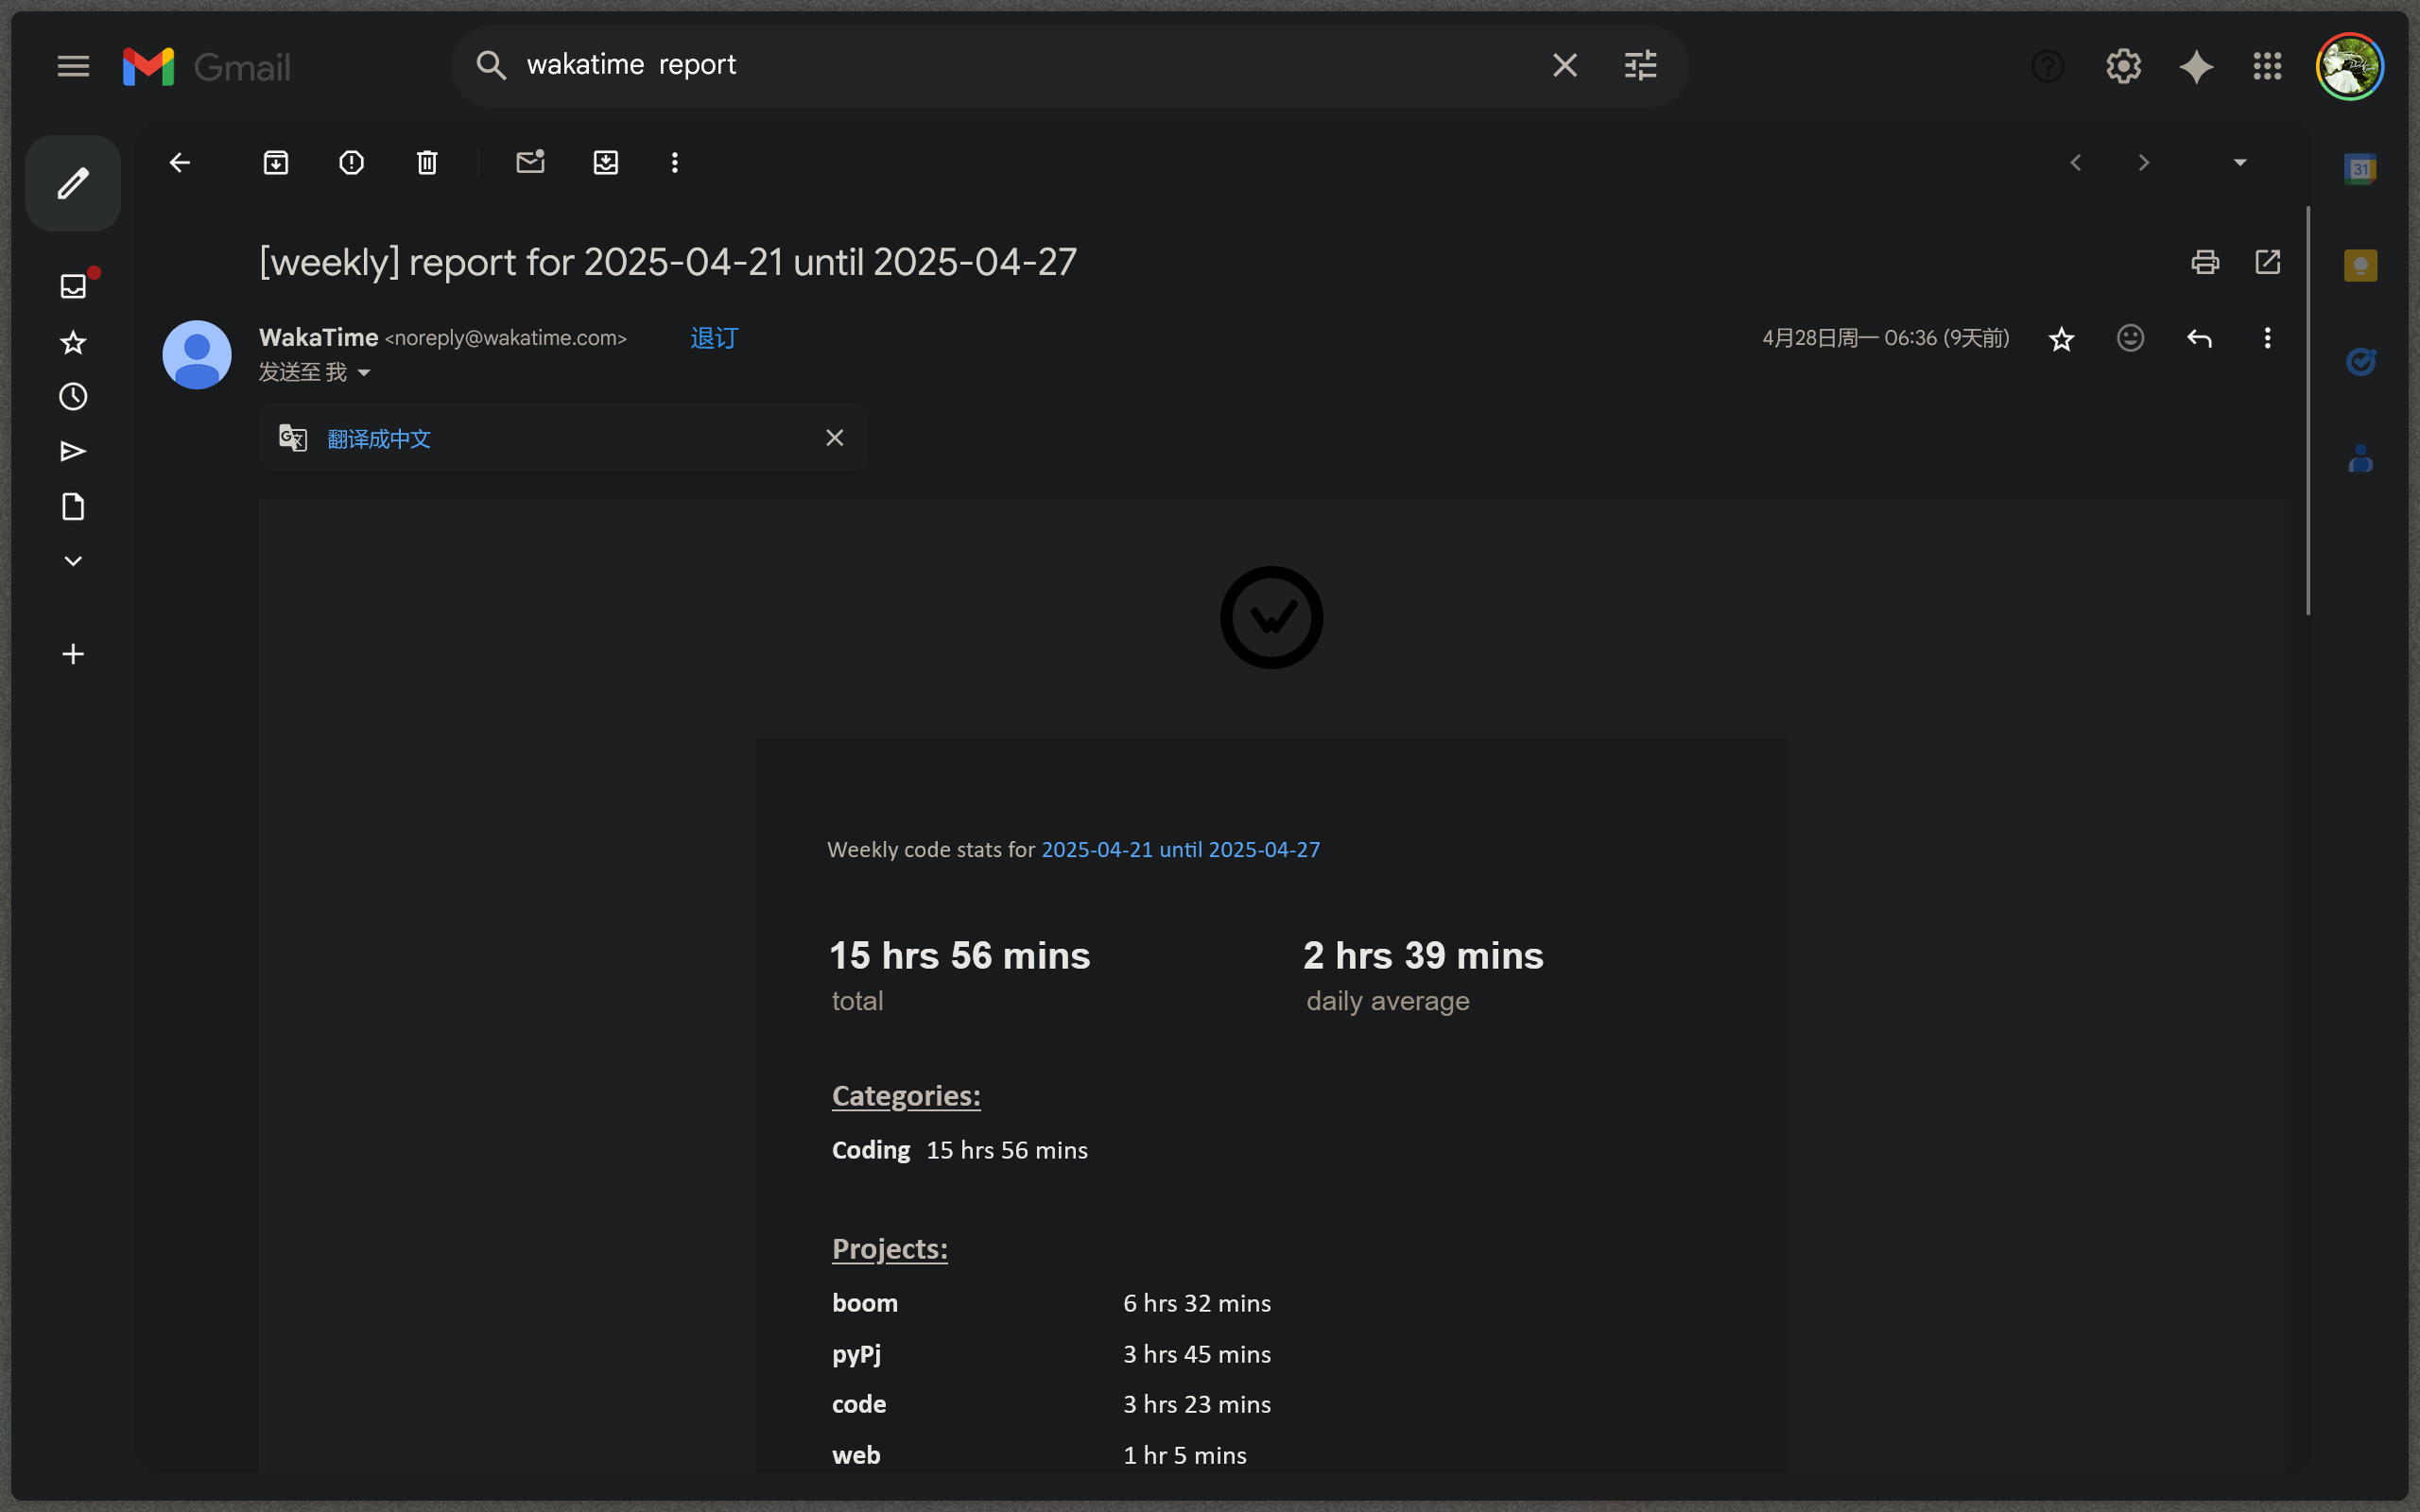 Gmail
wakatime  report
[weekly] report for 2025-04-21 until 2025-04-27
WakaTime <noreply@wakatime.com> 退订
4月28日周一 06:36 (9天前)
发送至 我
翻译成中文
31
Weekly code stats for 2025-04-21 until 2025-04-27
15 hrs 56 mins 2 hrs 39 mins
total daily average
Categories:
Coding 15 hrs 56 mins
Projects:
boom 6 hrs 32 mins
pyPj 3 hrs 45 mins
code 3 hrs 23 mins
web 1 hr 5 mins